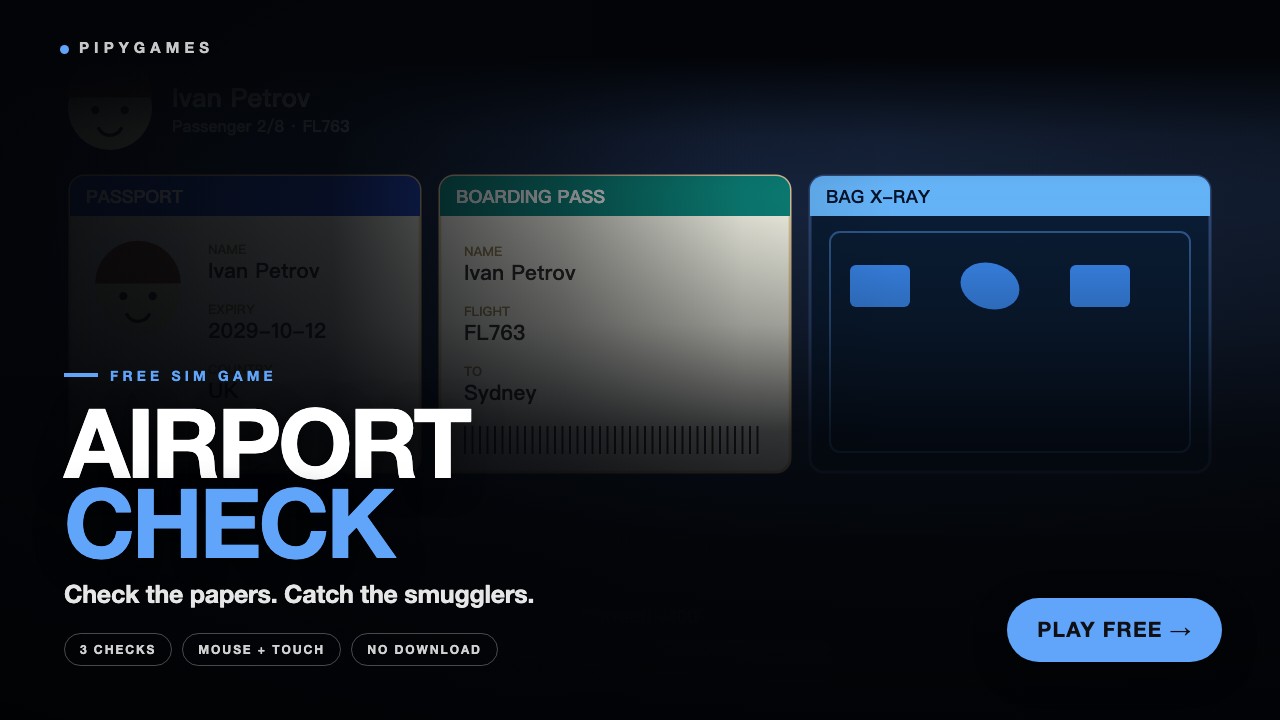 PIPYGAMES
Ivan Petrov
Passenger 2/8 · FL763
PASSPORT
NAME
Ivan Petrov
EXPIRY
2029-10-12
UK
BOARDING PASS
NAME
Ivan Petrov
FLIGHT
FL763
TO
Sydney
BAG X-RAY
FREE SIM GAME
AIRPORT
CHECK
Check the papers. Catch the smugglers.
3 CHECKS
MOUSE + TOUCH
NO DOWNLOAD
PLAY FREE →